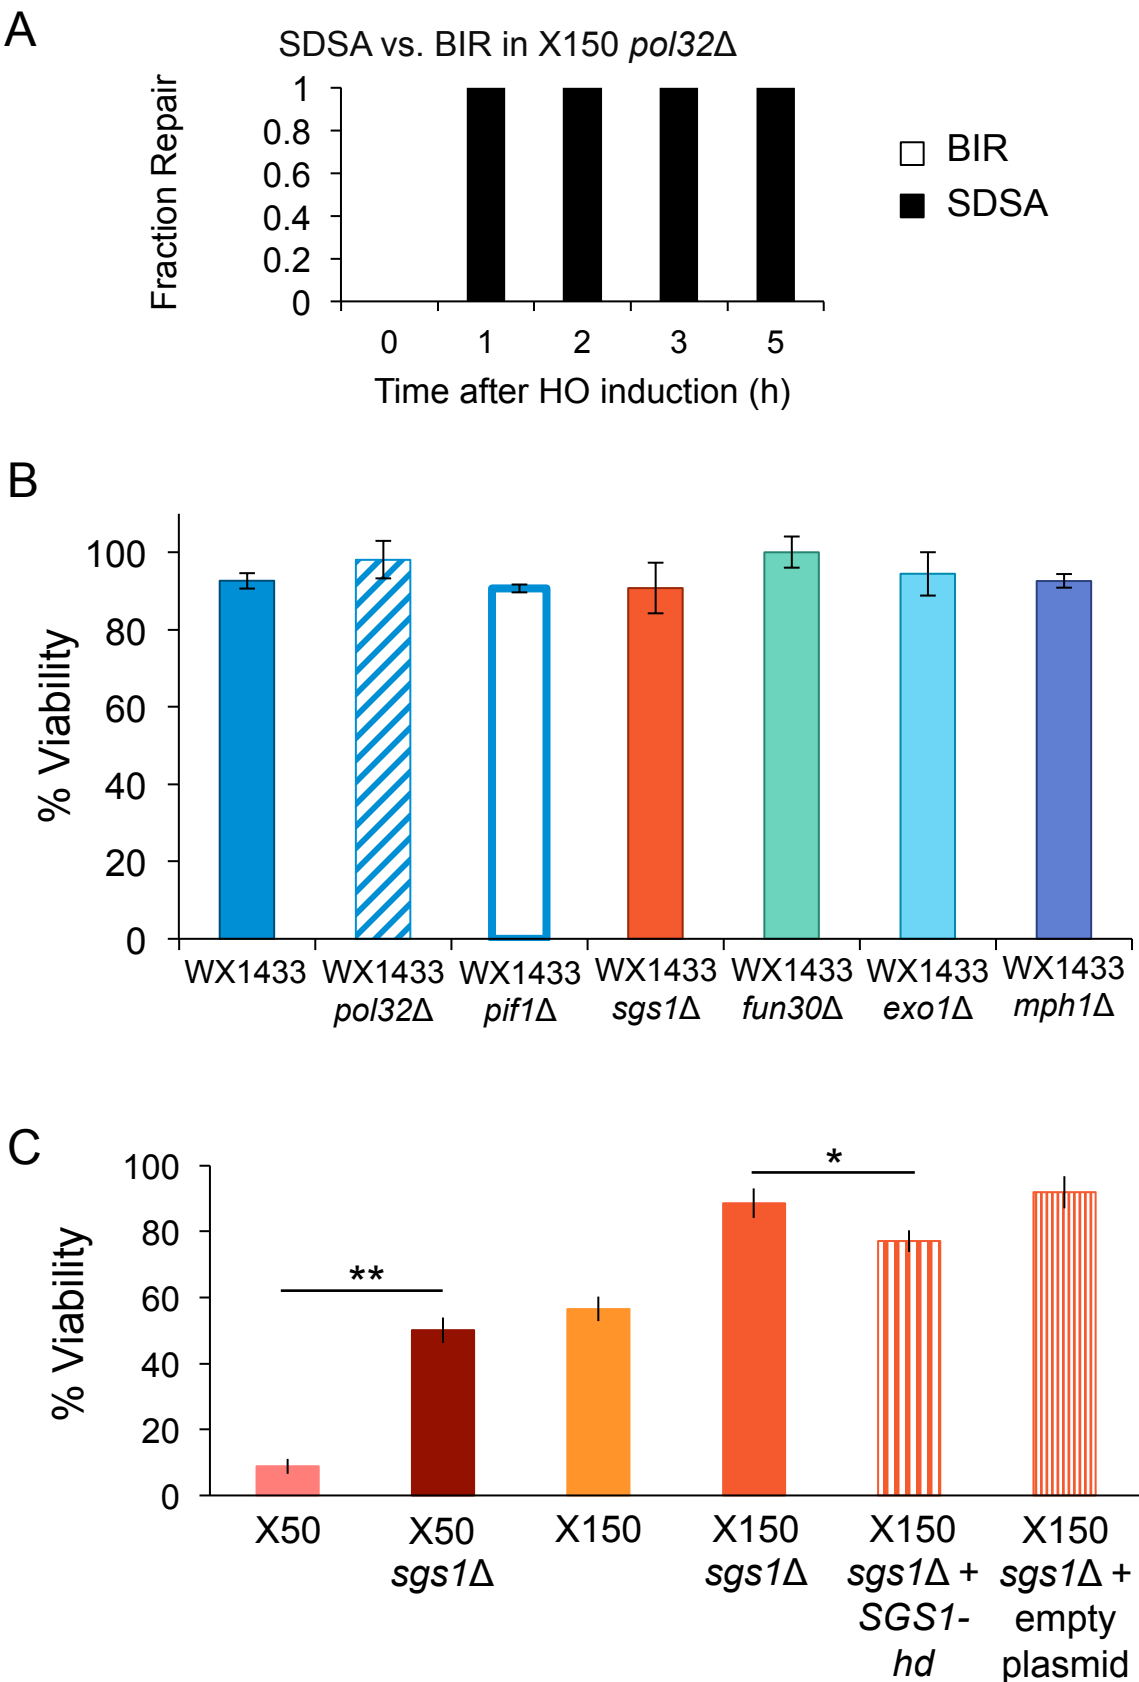 A
SDSA vs. BIR in X150 pol32Δ
Fraction Repair
1
0.8
0.6
0.4
0.2
0
0 1 2 3 5
Time after HO induction (h)
BIR
SDSA
B
% Viability
100
80
60
40
20
0
WX1433 WX1433 WX1433 WX1433 WX1433 WX1433 WX1433
pol32Δ pif1Δ sgs1Δ fun30Δ exo1Δ mph1Δ
C
% Viability
100
80
60
40
20
0
**
*
X50 X50 X150 X150 X150 X150
sgs1Δ sgs1Δ sgs1Δ + sgs1Δ +
SGS1- empty
hd plasmid